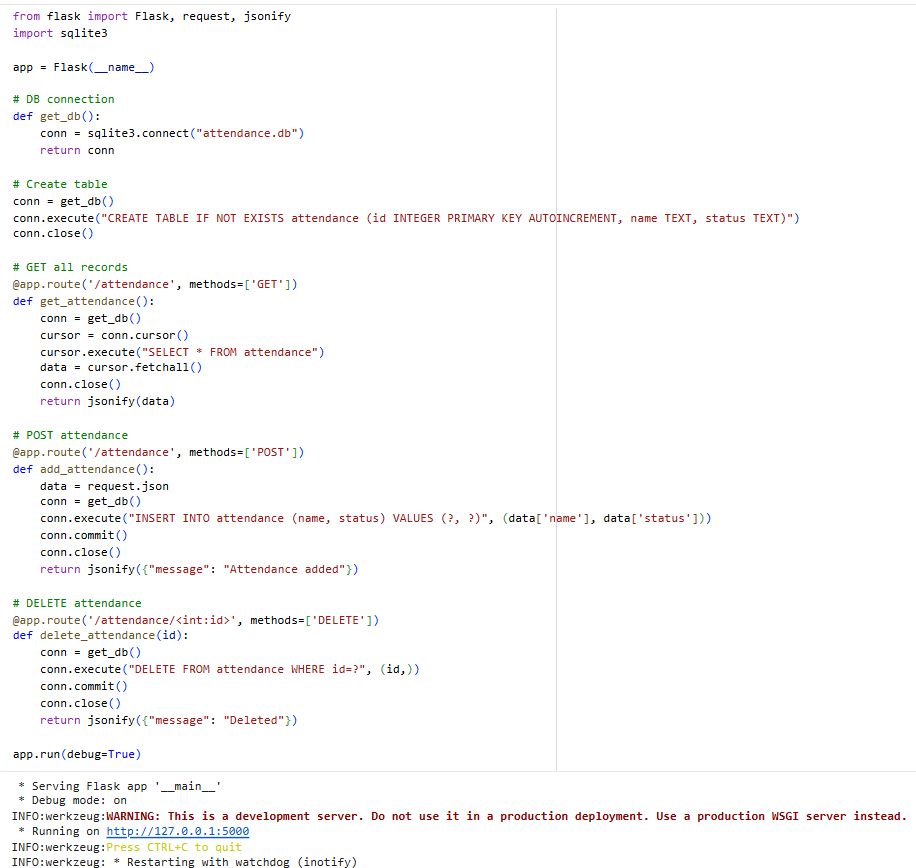 from flask import Flask, request, jsonify
import sqlite3

app = Flask(__name__)

# DB connection
def get_db():
    conn = sqlite3.connect("attendance.db")
    return conn

# Create table
conn = get_db()
conn.execute("CREATE TABLE IF NOT EXISTS attendance (id INTEGER PRIMARY KEY AUTOINCREMENT, name TEXT, status TEXT)")
conn.close()

# GET all records
@app.route('/attendance', methods=['GET'])
def get_attendance():
    conn = get_db()
    cursor = conn.cursor()
    cursor.execute("SELECT * FROM attendance")
    data = cursor.fetchall()
    conn.close()
    return jsonify(data)

# POST attendance
@app.route('/attendance', methods=['POST'])
def add_attendance():
    data = request.json
    conn = get_db()
    conn.execute("INSERT INTO attendance (name, status) VALUES (?, ?)", (data['name'], data['status']))
    conn.commit()
    conn.close()
    return jsonify({"message": "Attendance added"})

# DELETE attendance
@app.route('/attendance/<int:id>', methods=['DELETE'])
def delete_attendance(id):
    conn = get_db()
    conn.execute("DELETE FROM attendance WHERE id=?", (id,))
    conn.commit()
    conn.close()
    return jsonify({"message": "Deleted"})

app.run(debug=True)

 * Serving Flask app '__main__'
 * Debug mode: on
INFO:werkzeug:WARNING: This is a development server. Do not use it in a production deployment. Use a production WSGI server instead.
 * Running on http://127.0.0.1:5000
INFO:werkzeug:Press CTRL+C to quit
INFO:werkzeug: * Restarting with watchdog (inotify)